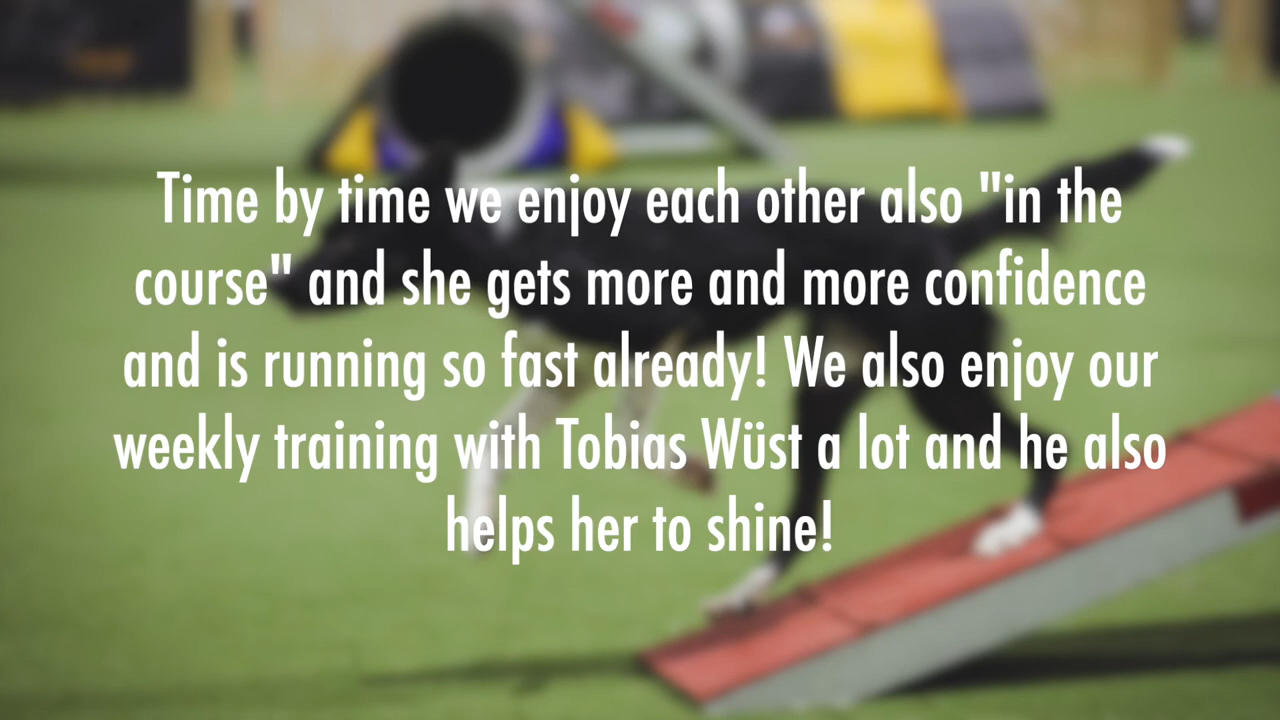 Time by time we enjoy each other also "in the
course" and she gets more and more confidence
and is running so fast already! We also enjoy our
weekly training with Tobias Wüst a lot and he also
helps her to shine!